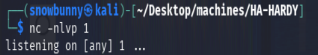 ┌──(snowbunny㉿kali)-[~/Desktop/machines/HA-HARDY]
└─$ nc -nlvp 1
listening on [any] 1 ...